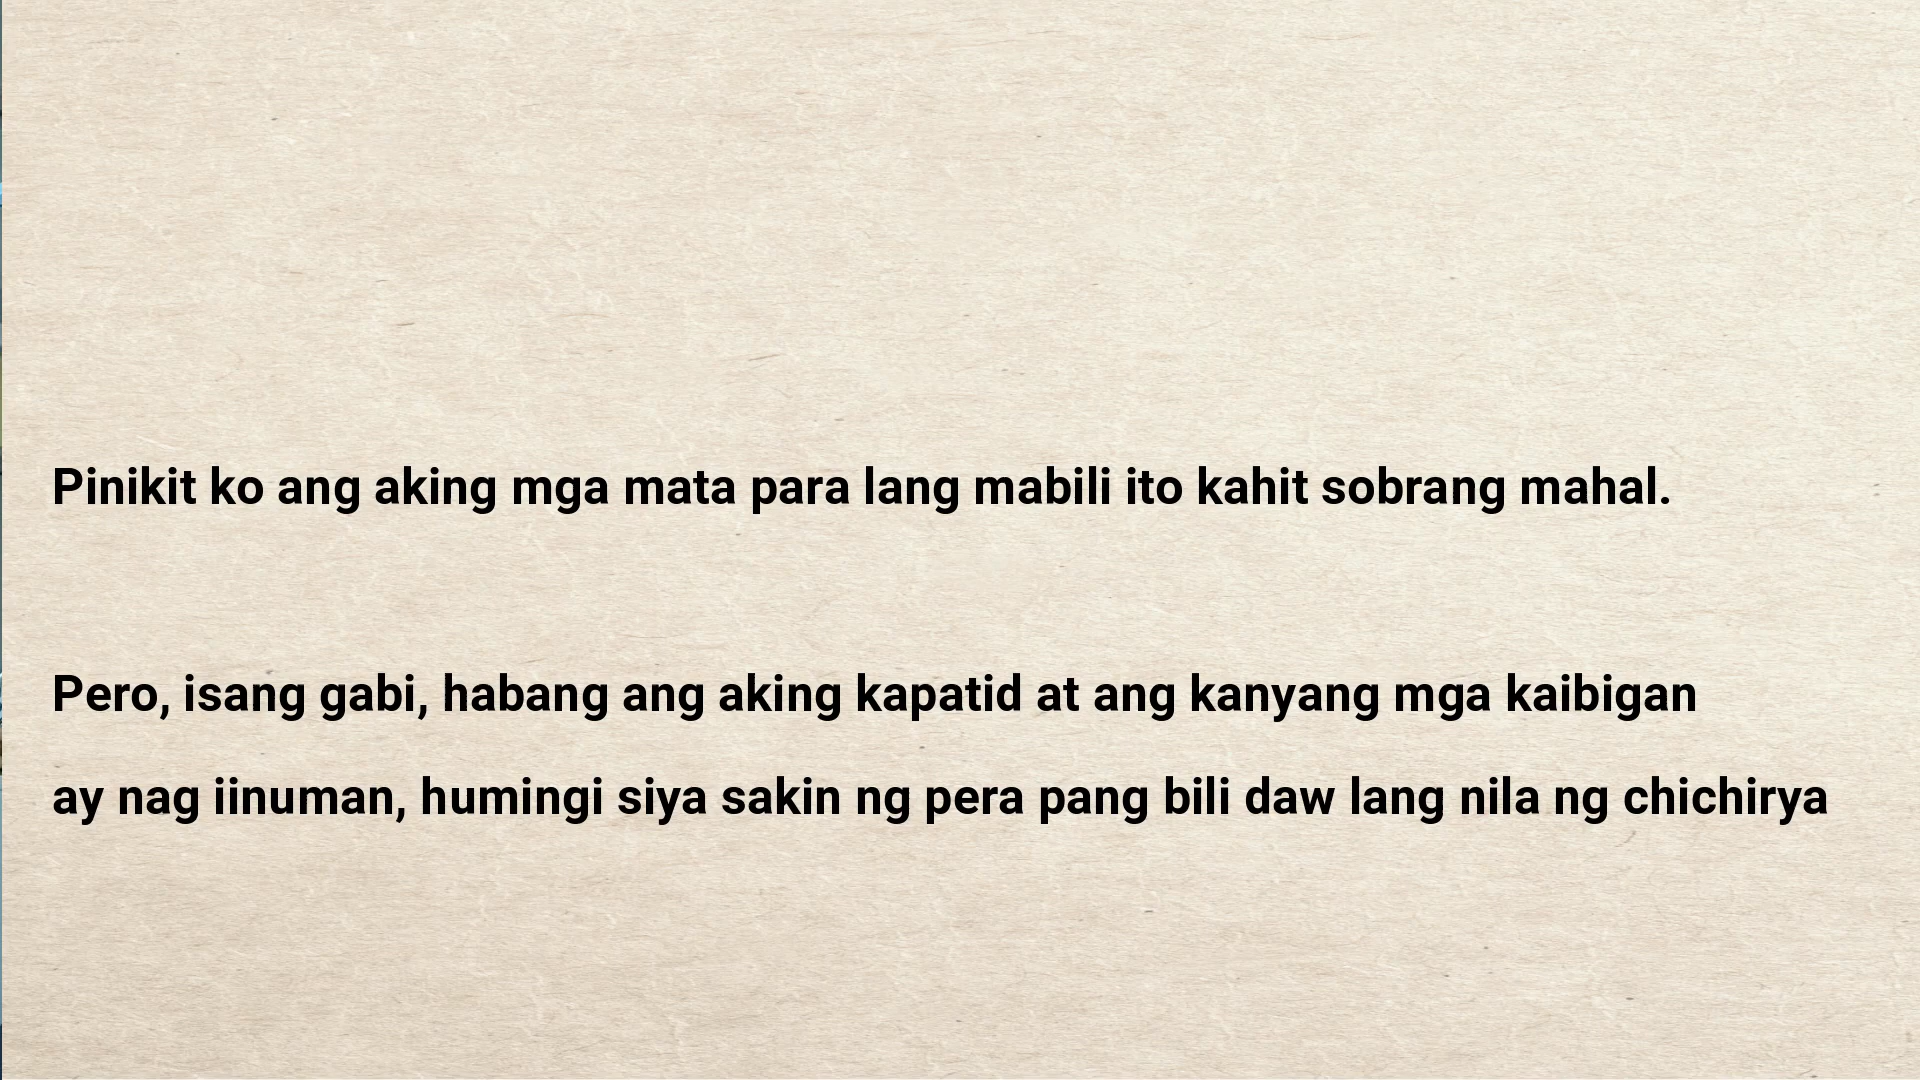 Pinikit ko ang aking mga mata para lang mabili ito kahit sobrang mahal.
Pero, isang gabi, habang ang aking kapatid at ang kanyang mga kaibigan
ay nag iinuman, humingi siya sakin ng pera pang bili daw lang nila ng chichirya